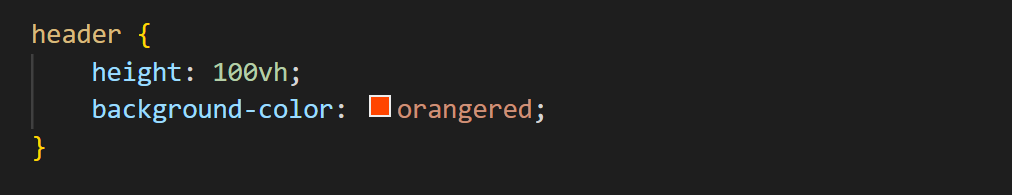 header {
    height: 100vh;
    background-color: orangered;
}